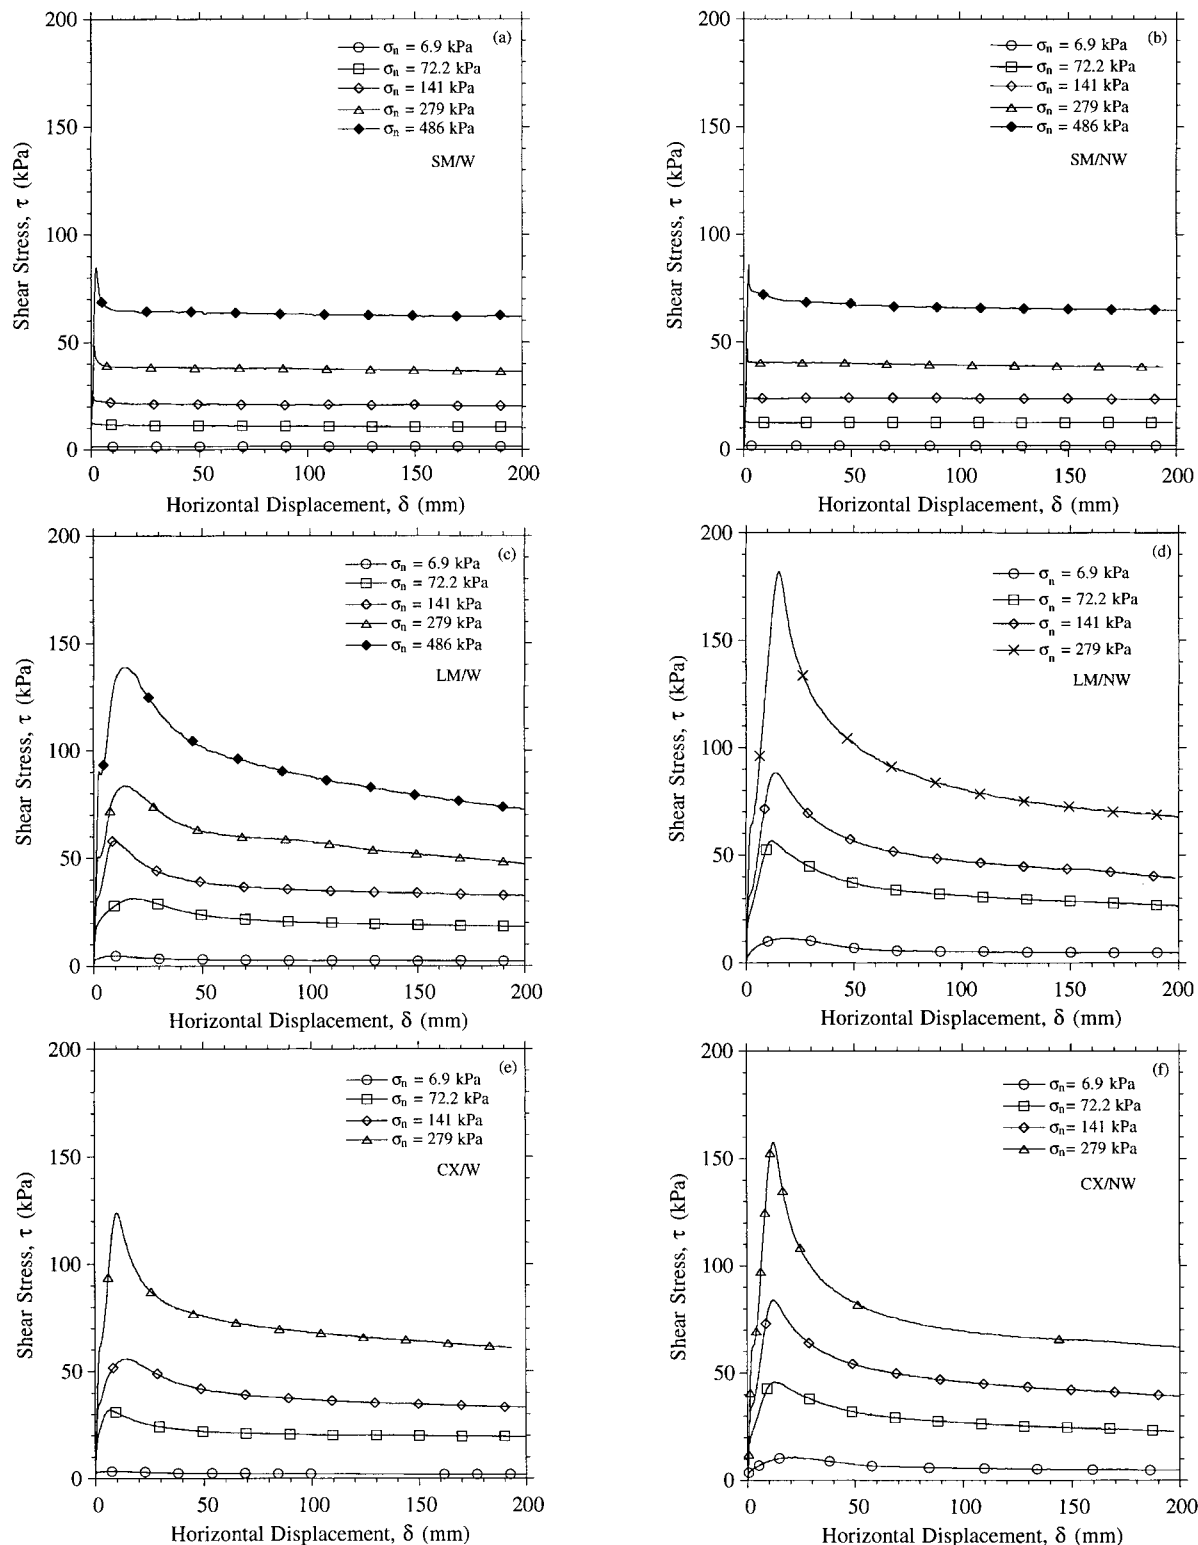 200
(a)
σn = 6.9 kPa
σn = 72.2 kPa
σn = 141 kPa
σn = 279 kPa
σn = 486 kPa
SM/W
150
100
50
0
Shear Stress, τ (kPa)
0 50 100 150 200
Horizontal Displacement, δ (mm)
200
(b)
σn = 6.9 kPa
σn = 72.2 kPa
σn = 141 kPa
σn = 279 kPa
σn = 486 kPa
SM/NW
150
100
50
0
Shear Stress, τ (kPa)
0 50 100 150 200
Horizontal Displacement, δ (mm)
200
(c)
σn = 6.9 kPa
σn = 72.2 kPa
σn = 141 kPa
σn = 279 kPa
σn = 486 kPa
LM/W
150
100
50
0
Shear Stress, τ (kPa)
0 50 100 150 200
Horizontal Displacement, δ (mm)
200
(d)
σn = 6.9 kPa
σn = 72.2 kPa
σn = 141 kPa
σn = 279 kPa
LM/NW
150
100
50
0
Shear Stress, τ (kPa)
0 50 100 150 200
Horizontal Displacement, δ (mm)
200
(e)
σn = 6.9 kPa
σn = 72.2 kPa
σn = 141 kPa
σn = 279 kPa
CX/W
150
100
50
0
Shear Stress, τ (kPa)
0 50 100 150 200
Horizontal Displacement, δ (mm)
200
(f)
σn= 6.9 kPa
σn= 72.2 kPa
σn= 141 kPa
σn= 279 kPa
CX/NW
150
100
50
0
Shear Stress, τ (kPa)
0 50 100 150 200
Horizontal Displacement, δ (mm)